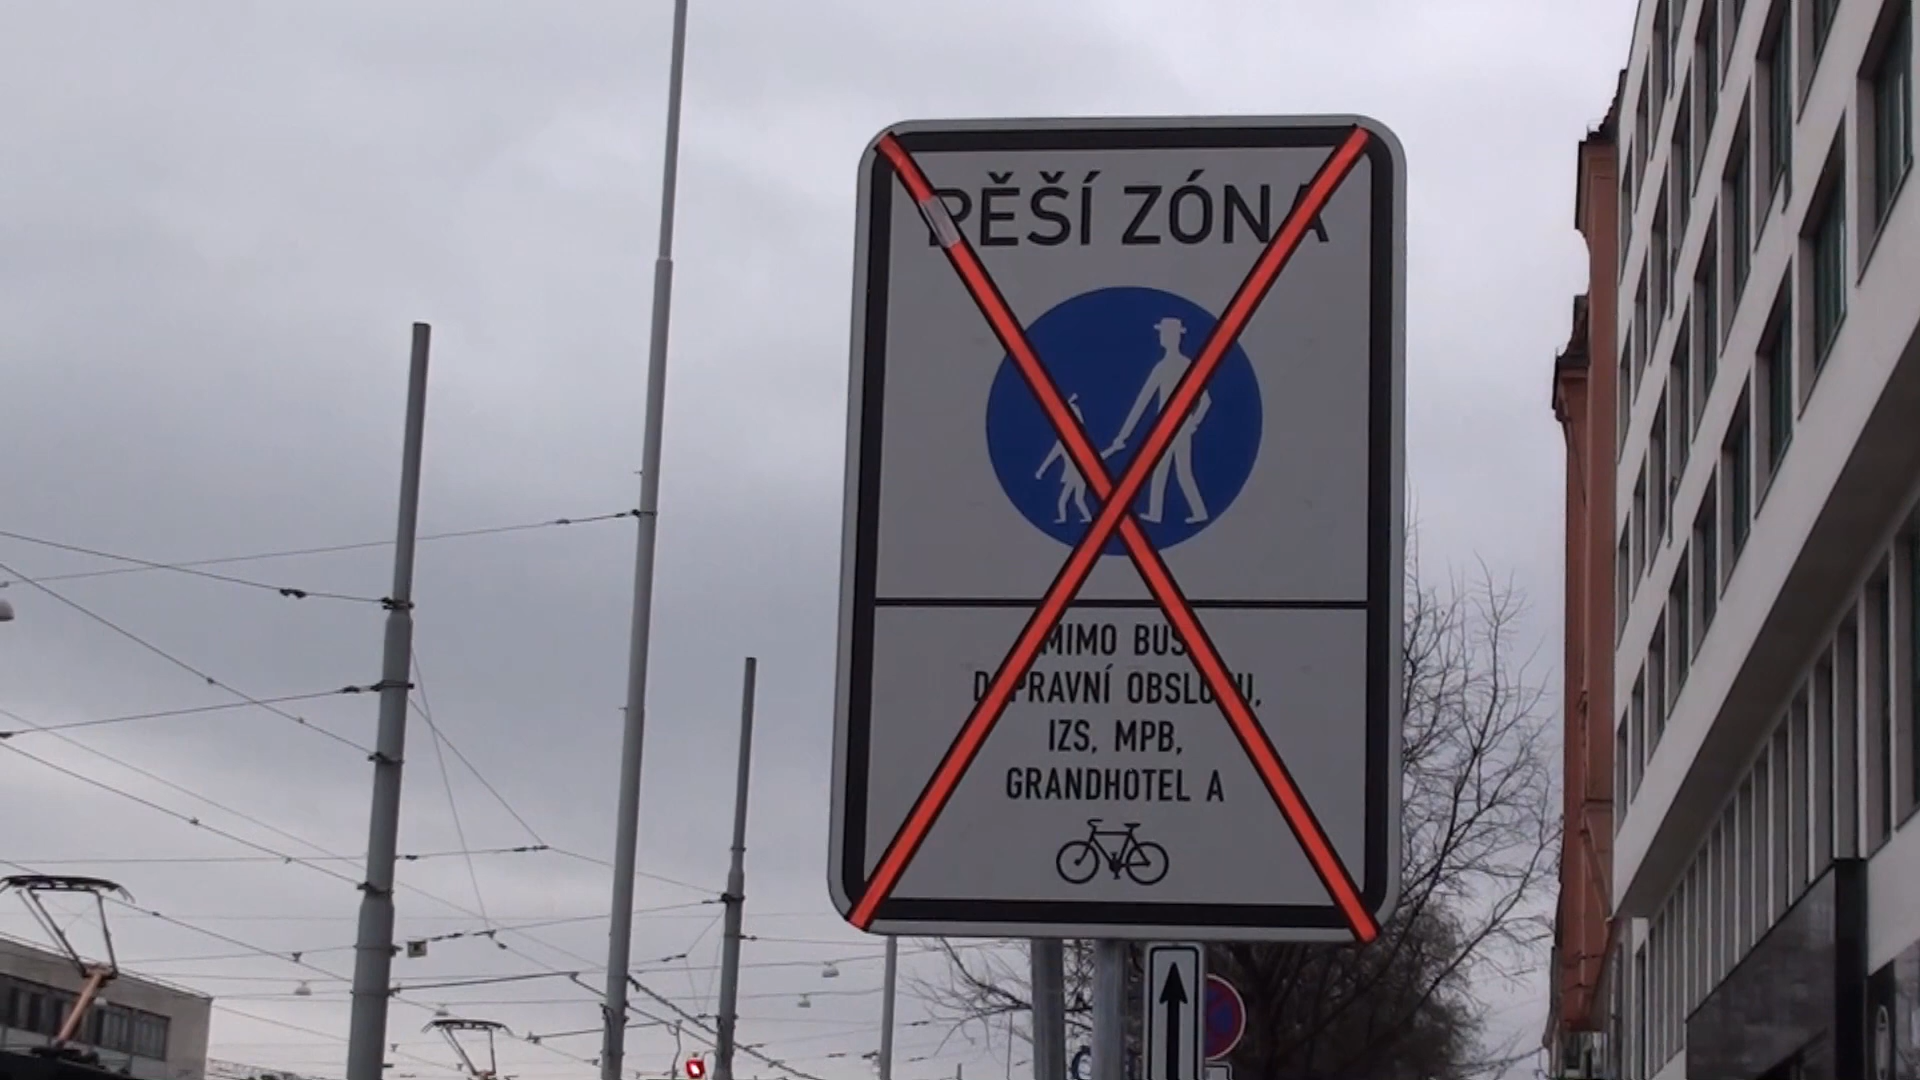 PĚŠÍ ZÓNA
MIMO BUS,
DOPRAVNÍ OBSLUHU,
IZS, MPB,
GRANDHOTEL A